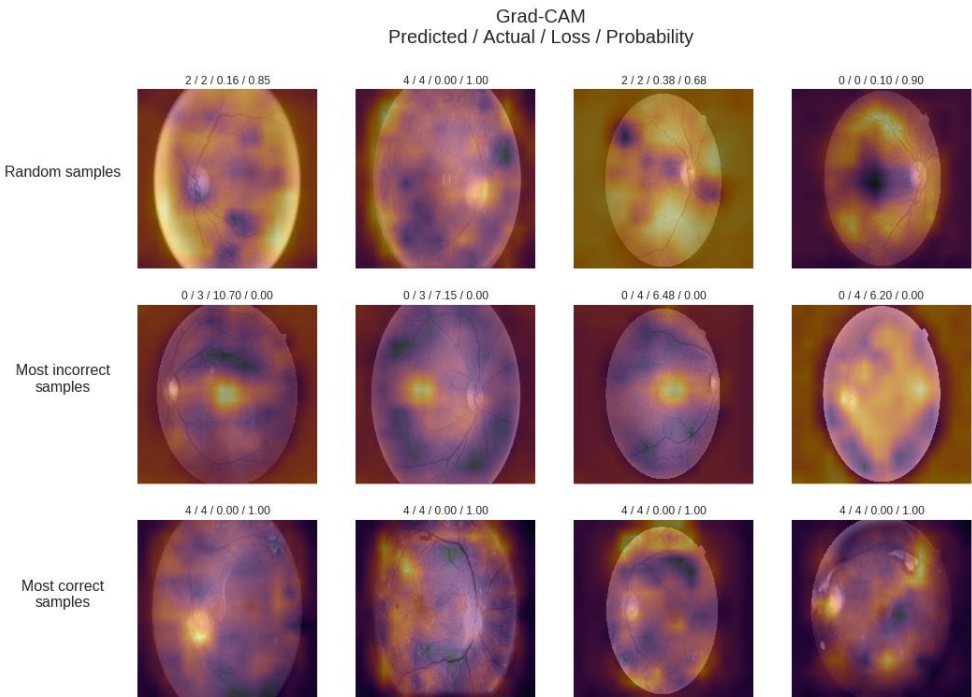 Grad-CAM
Predicted / Actual / Loss / Probability
2 / 2 / 0.16 / 0.85
4 / 4 / 0.00 / 1.00
2 / 2 / 0.38 / 0.68
0 / 0 / 0.10 / 0.90
Random samples
0 / 3 / 10.70 / 0.00
0 / 3 / 7.15 / 0.00
0 / 4 / 6.48 / 0.00
0 / 4 / 6.20 / 0.00
Most incorrect
samples
4 / 4 / 0.00 / 1.00
4 / 4 / 0.00 / 1.00
4 / 4 / 0.00 / 1.00
4 / 4 / 0.00 / 1.00
Most correct
samples